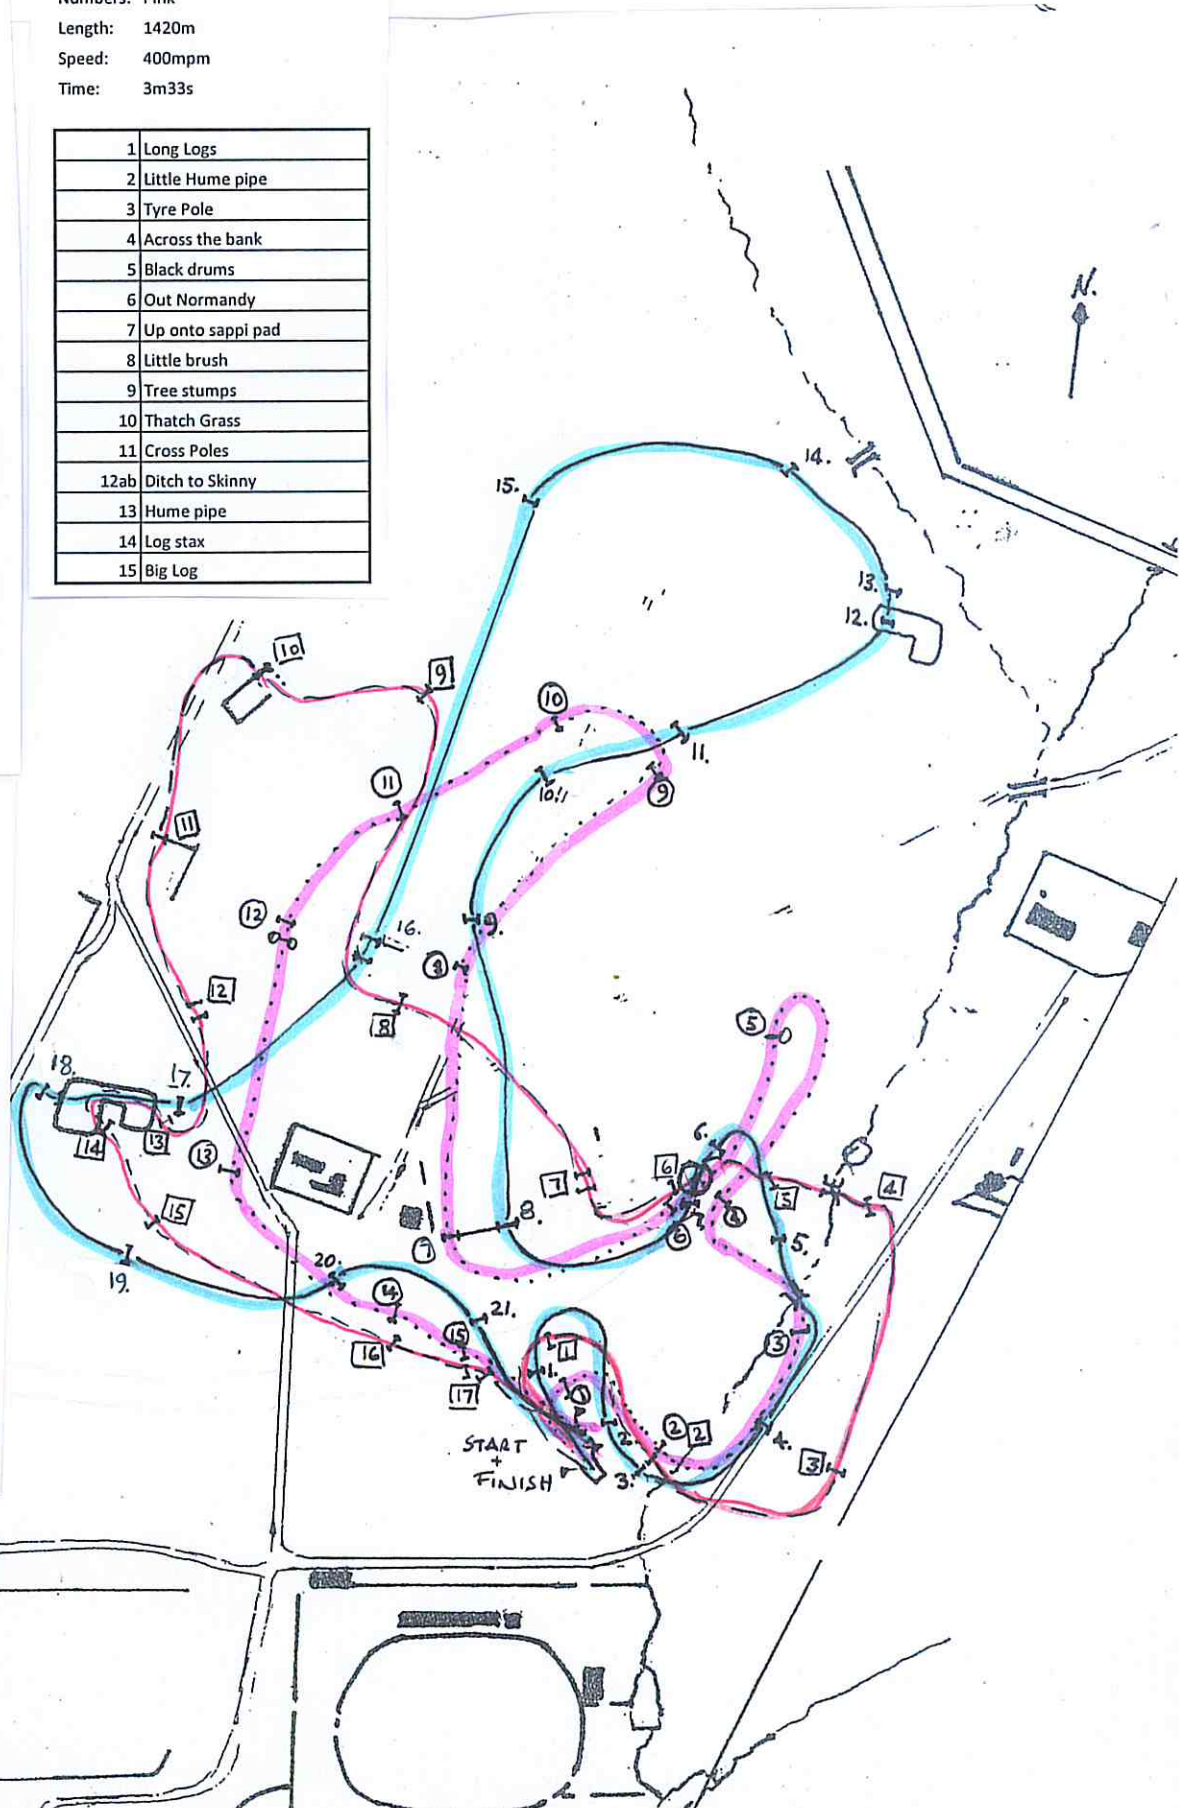 Numbers: Pink
Length: 1420m
Speed: 400mpm
Time: 3m33s
1 Long Logs
2 Little Hume pipe
3 Tyre Pole
4 Across the bank
5 Black drums
6 Out Normandy
7 Up onto sappi pad
8 Little brush
9 Tree stumps
10 Thatch Grass
11 Cross Poles
12ab Ditch to Skinny
13 Hume pipe
14 Log stax
15 Big Log
N.
14.
15.
13.
12.
10
9
10
11.
10.
9
11
11
12
16.
9.
8
12
8
5
18.
17.
14
13
6.
13
7
6
4
5
4
15
8.
7
6
5.
19.
20.
14
21.
3
16
15
1
1.
17
1
2.
2
2
4.
3
3.
START
+
FINISH